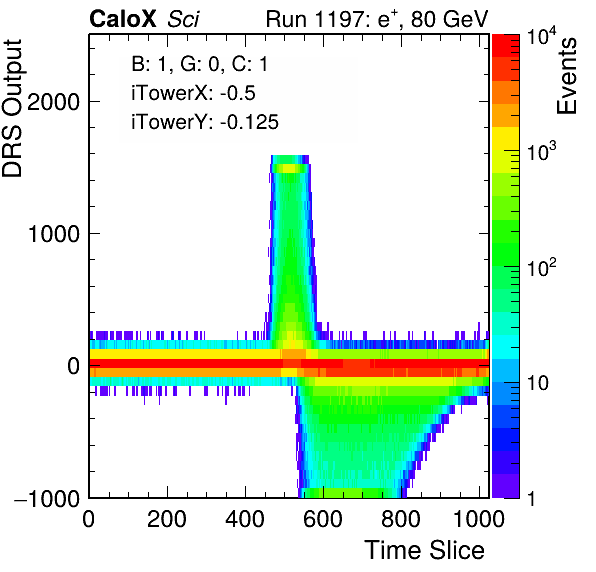 CaloX Sci Run 1197: e⁺, 80 GeV
B: 1, G: 0, C: 1
iTowerX: -0.5
iTowerY: -0.125
DRS Output
2000
1000
0
−1000
0 200 400 600 800 1000
Time Slice
Events
10⁴
10³
10²
10
1